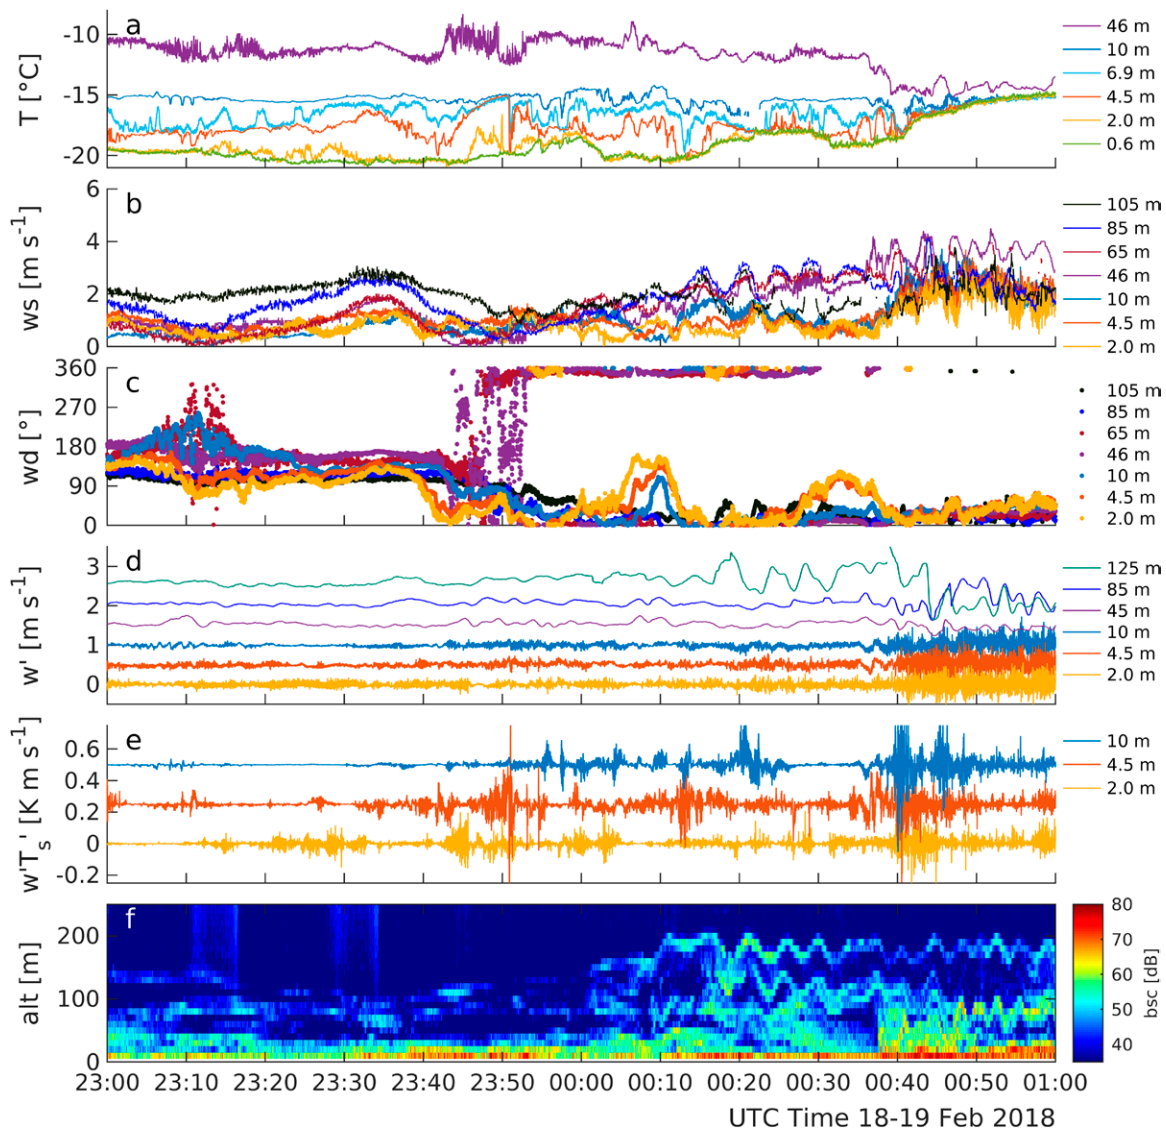 a
T [°C]
-10
-15
-20
46 m
10 m
6.9 m
4.5 m
2.0 m
0.6 m
b
ws [m s⁻¹]
6
4
2
0
105 m
85 m
65 m
46 m
10 m
4.5 m
2.0 m
c
wd [°]
360
270
180
90
0
105 m
85 m
65 m
46 m
10 m
4.5 m
2.0 m
d
w' [m s⁻¹]
3
2
1
0
125 m
85 m
45 m
10 m
4.5 m
2.0 m
e
w'Tₛ' [K m s⁻¹]
0.6
0.4
0.2
0
-0.2
10 m
4.5 m
2.0 m
f
alt [m]
200
100
0
80
70
60
50
40
bsc [dB]
23:00 23:10 23:20 23:30 23:40 23:50 00:00 00:10 00:20 00:30 00:40 00:50 01:00
UTC Time 18-19 Feb 2018